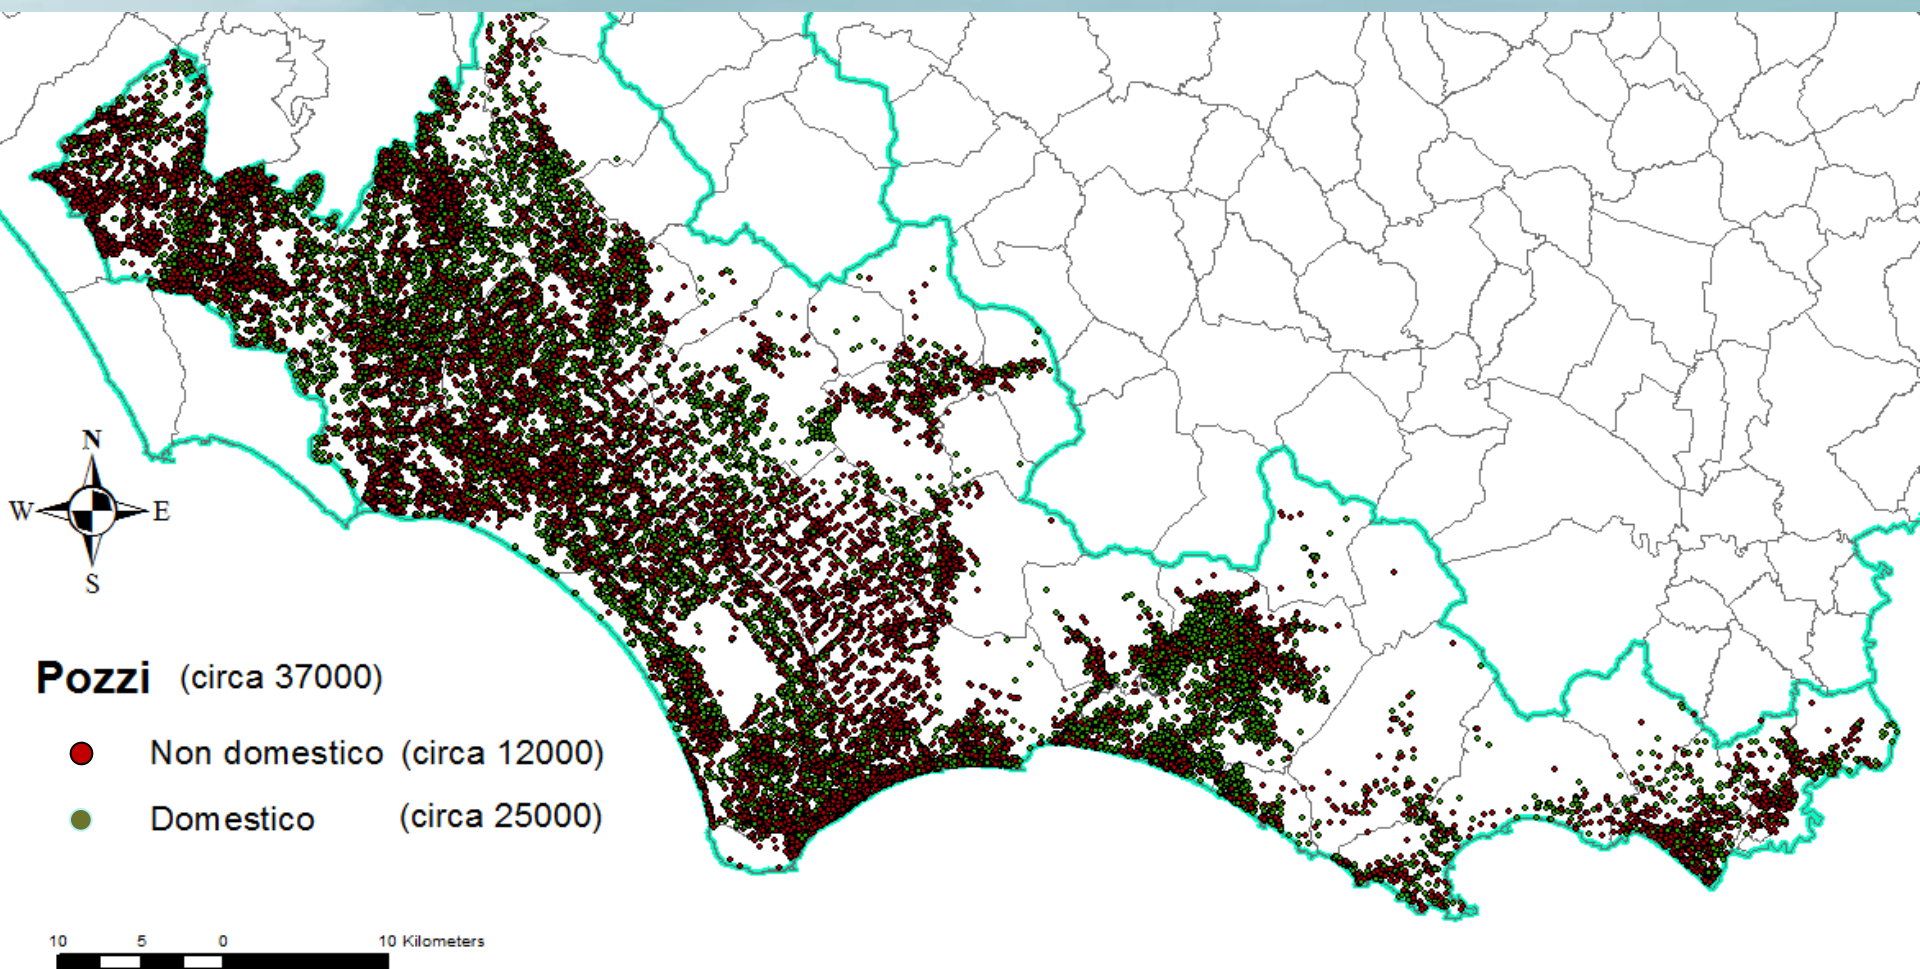 N
W E
S
Pozzi (circa 37000)
Non domestico (circa 12000)
Domestico (circa 25000)
10 5 0 10 Kilometers